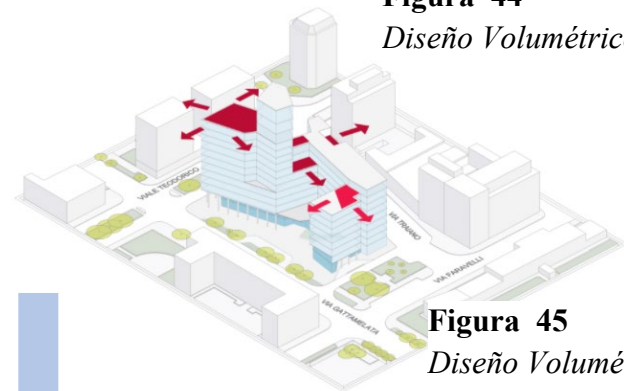 Figura 44
Diseño Volumétric
VIALE TEODORICO
VIA TRAIANO
VIA FARAVELLI
VIA GATTAMELATA
Figura 45
Diseño Volumé